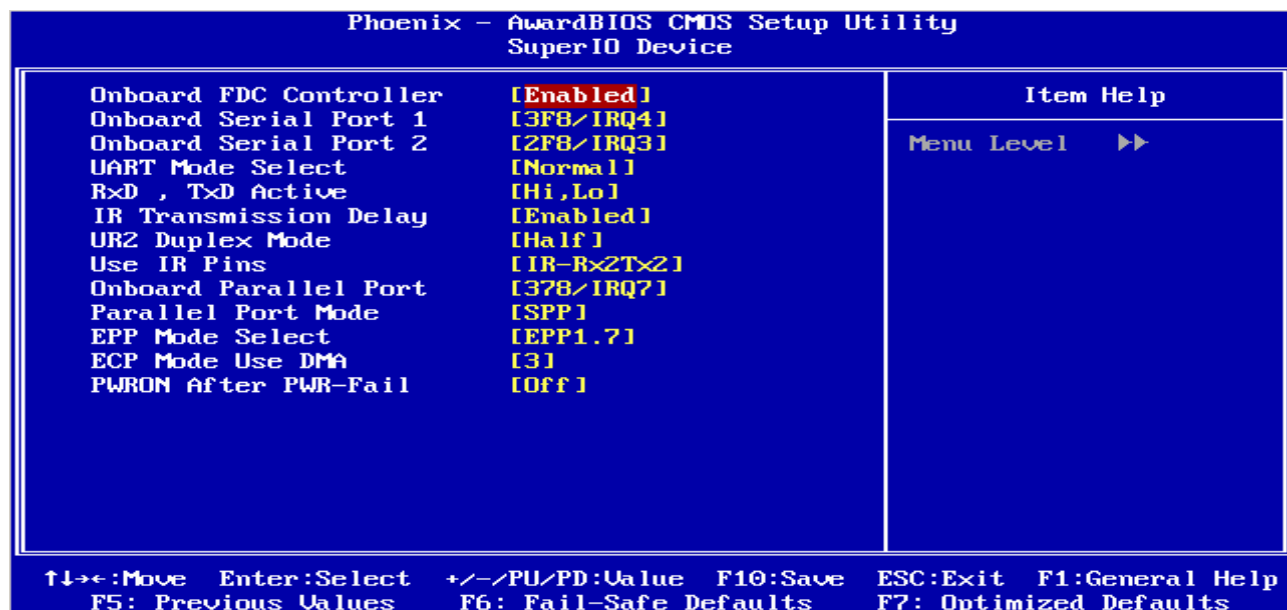 Phoenix - AwardBIOS CMOS Setup Utility
SuperIO Device
Onboard FDC Controller [Enabled]
Onboard Serial Port 1 [3F8/IRQ4]
Onboard Serial Port 2 [2F8/IRQ3]
UART Mode Select [Normal]
RxD , TxD Active [Hi,Lo]
IR Transmission Delay [Enabled]
UR2 Duplex Mode [Half]
Use IR Pins [IR-Rx2Tx2]
Onboard Parallel Port [378/IRQ7]
Parallel Port Mode [SPP]
EPP Mode Select [EPP1.7]
ECP Mode Use DMA [3]
PWRON After PWR-Fail [Off]
Item Help
Menu Level ►►
↑↓→←:Move Enter:Select +/-/PU/PD:Value F10:Save ESC:Exit F1:General Help
F5: Previous Values F6: Fail-Safe Defaults F7: Optimized Defaults